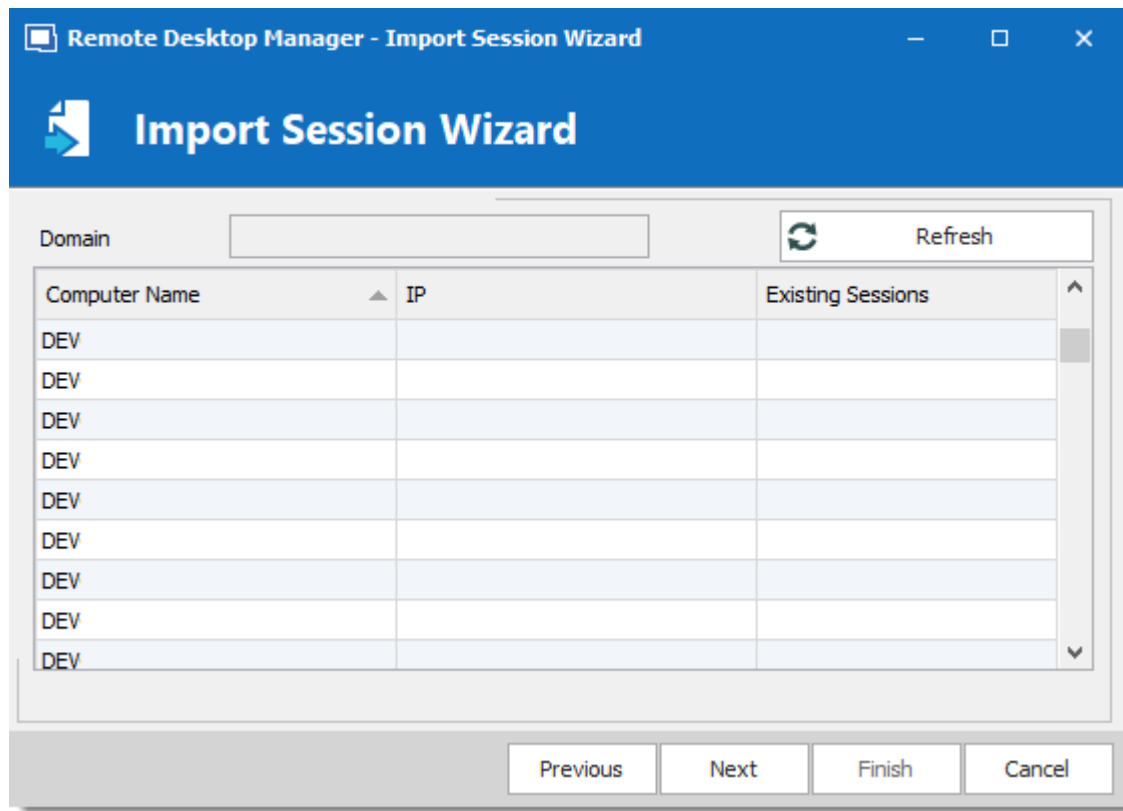 Remote Desktop Manager - Import Session Wizard
Import Session Wizard
Domain
Refresh
Computer Name IP Existing Sessions
DEV
DEV
DEV
DEV
DEV
DEV
DEV
DEV
DEV
Previous Next Finish Cancel